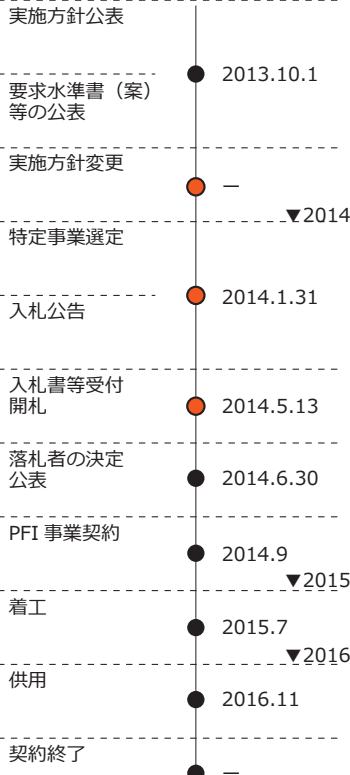 実施方針公表
2013.10.1
要求水準書（案）
等の公表
実施方針変更
ー
▼2014
特定事業選定
2014.1.31
入札公告
入札書等受付
開札
2014.5.13
落札者の決定
公表
2014.6.30
PFI 事業契約
2014.9
▼2015
着工
2015.7
▼2016
供用
2016.11
契約終了
ー